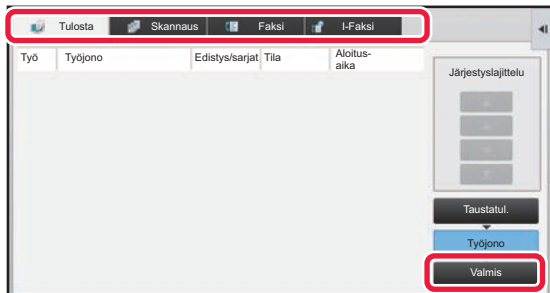 Tulosta Skannaus Faksi I-Faksi
Työ Työjono Edistys/sarjat Tila Aloitus-
aika
Järjestyslajittelu
Taustatul.
Työjono
Valmis